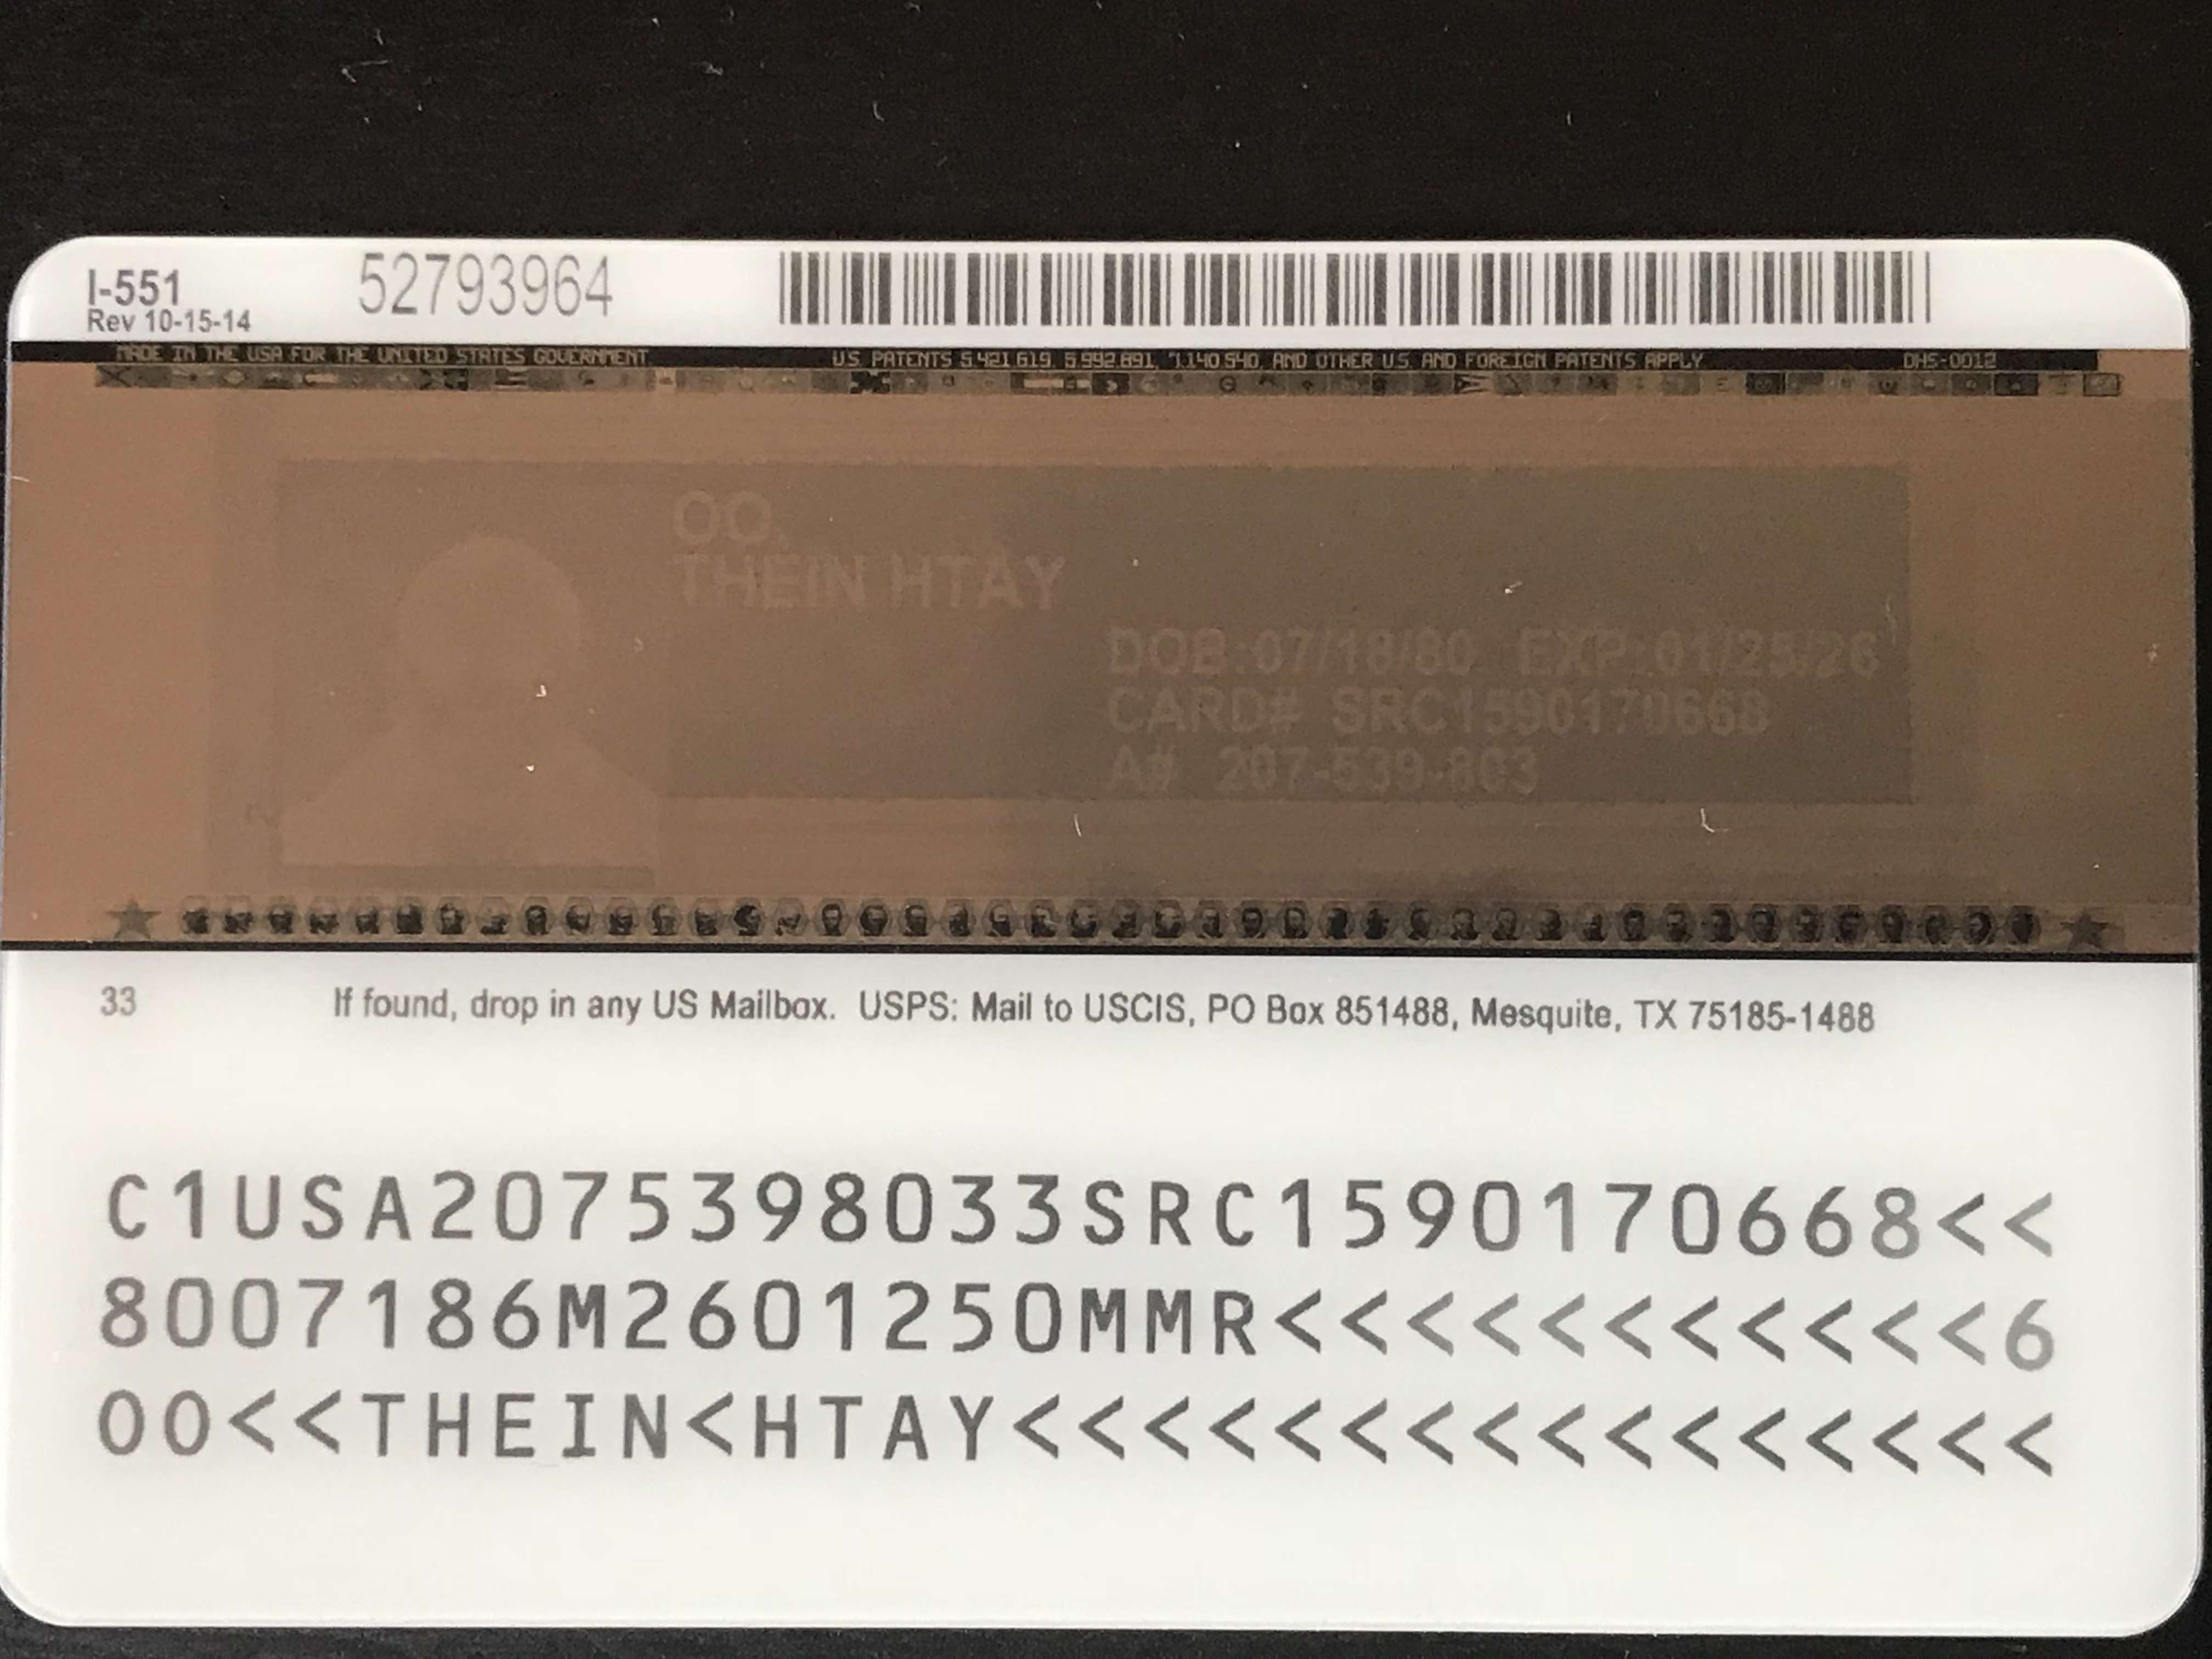 I-551
Rev 10-15-14
52793964
MADE IN THE USA FOR THE UNITED STATES GOVERNMENT
U.S. PATENTS 5,421,619, 5,992,891, 7,140,540, AND OTHER U.S. AND FOREIGN PATENTS APPLY
DHS-0012
OO,
THEIN HTAY
DOB:07/18/80 EXP:01/25/26
CARD# SRC1590170668
A# 207-539-803
33
If found, drop in any US Mailbox. USPS: Mail to USCIS, PO Box 851488, Mesquite, TX 75185-1488
C1USA2075398033SRC1590170668<<
8007186M2601250MMR<<<<<<<<<<<6
OO<<THEIN<HTAY<<<<<<<<<<<<<<<<